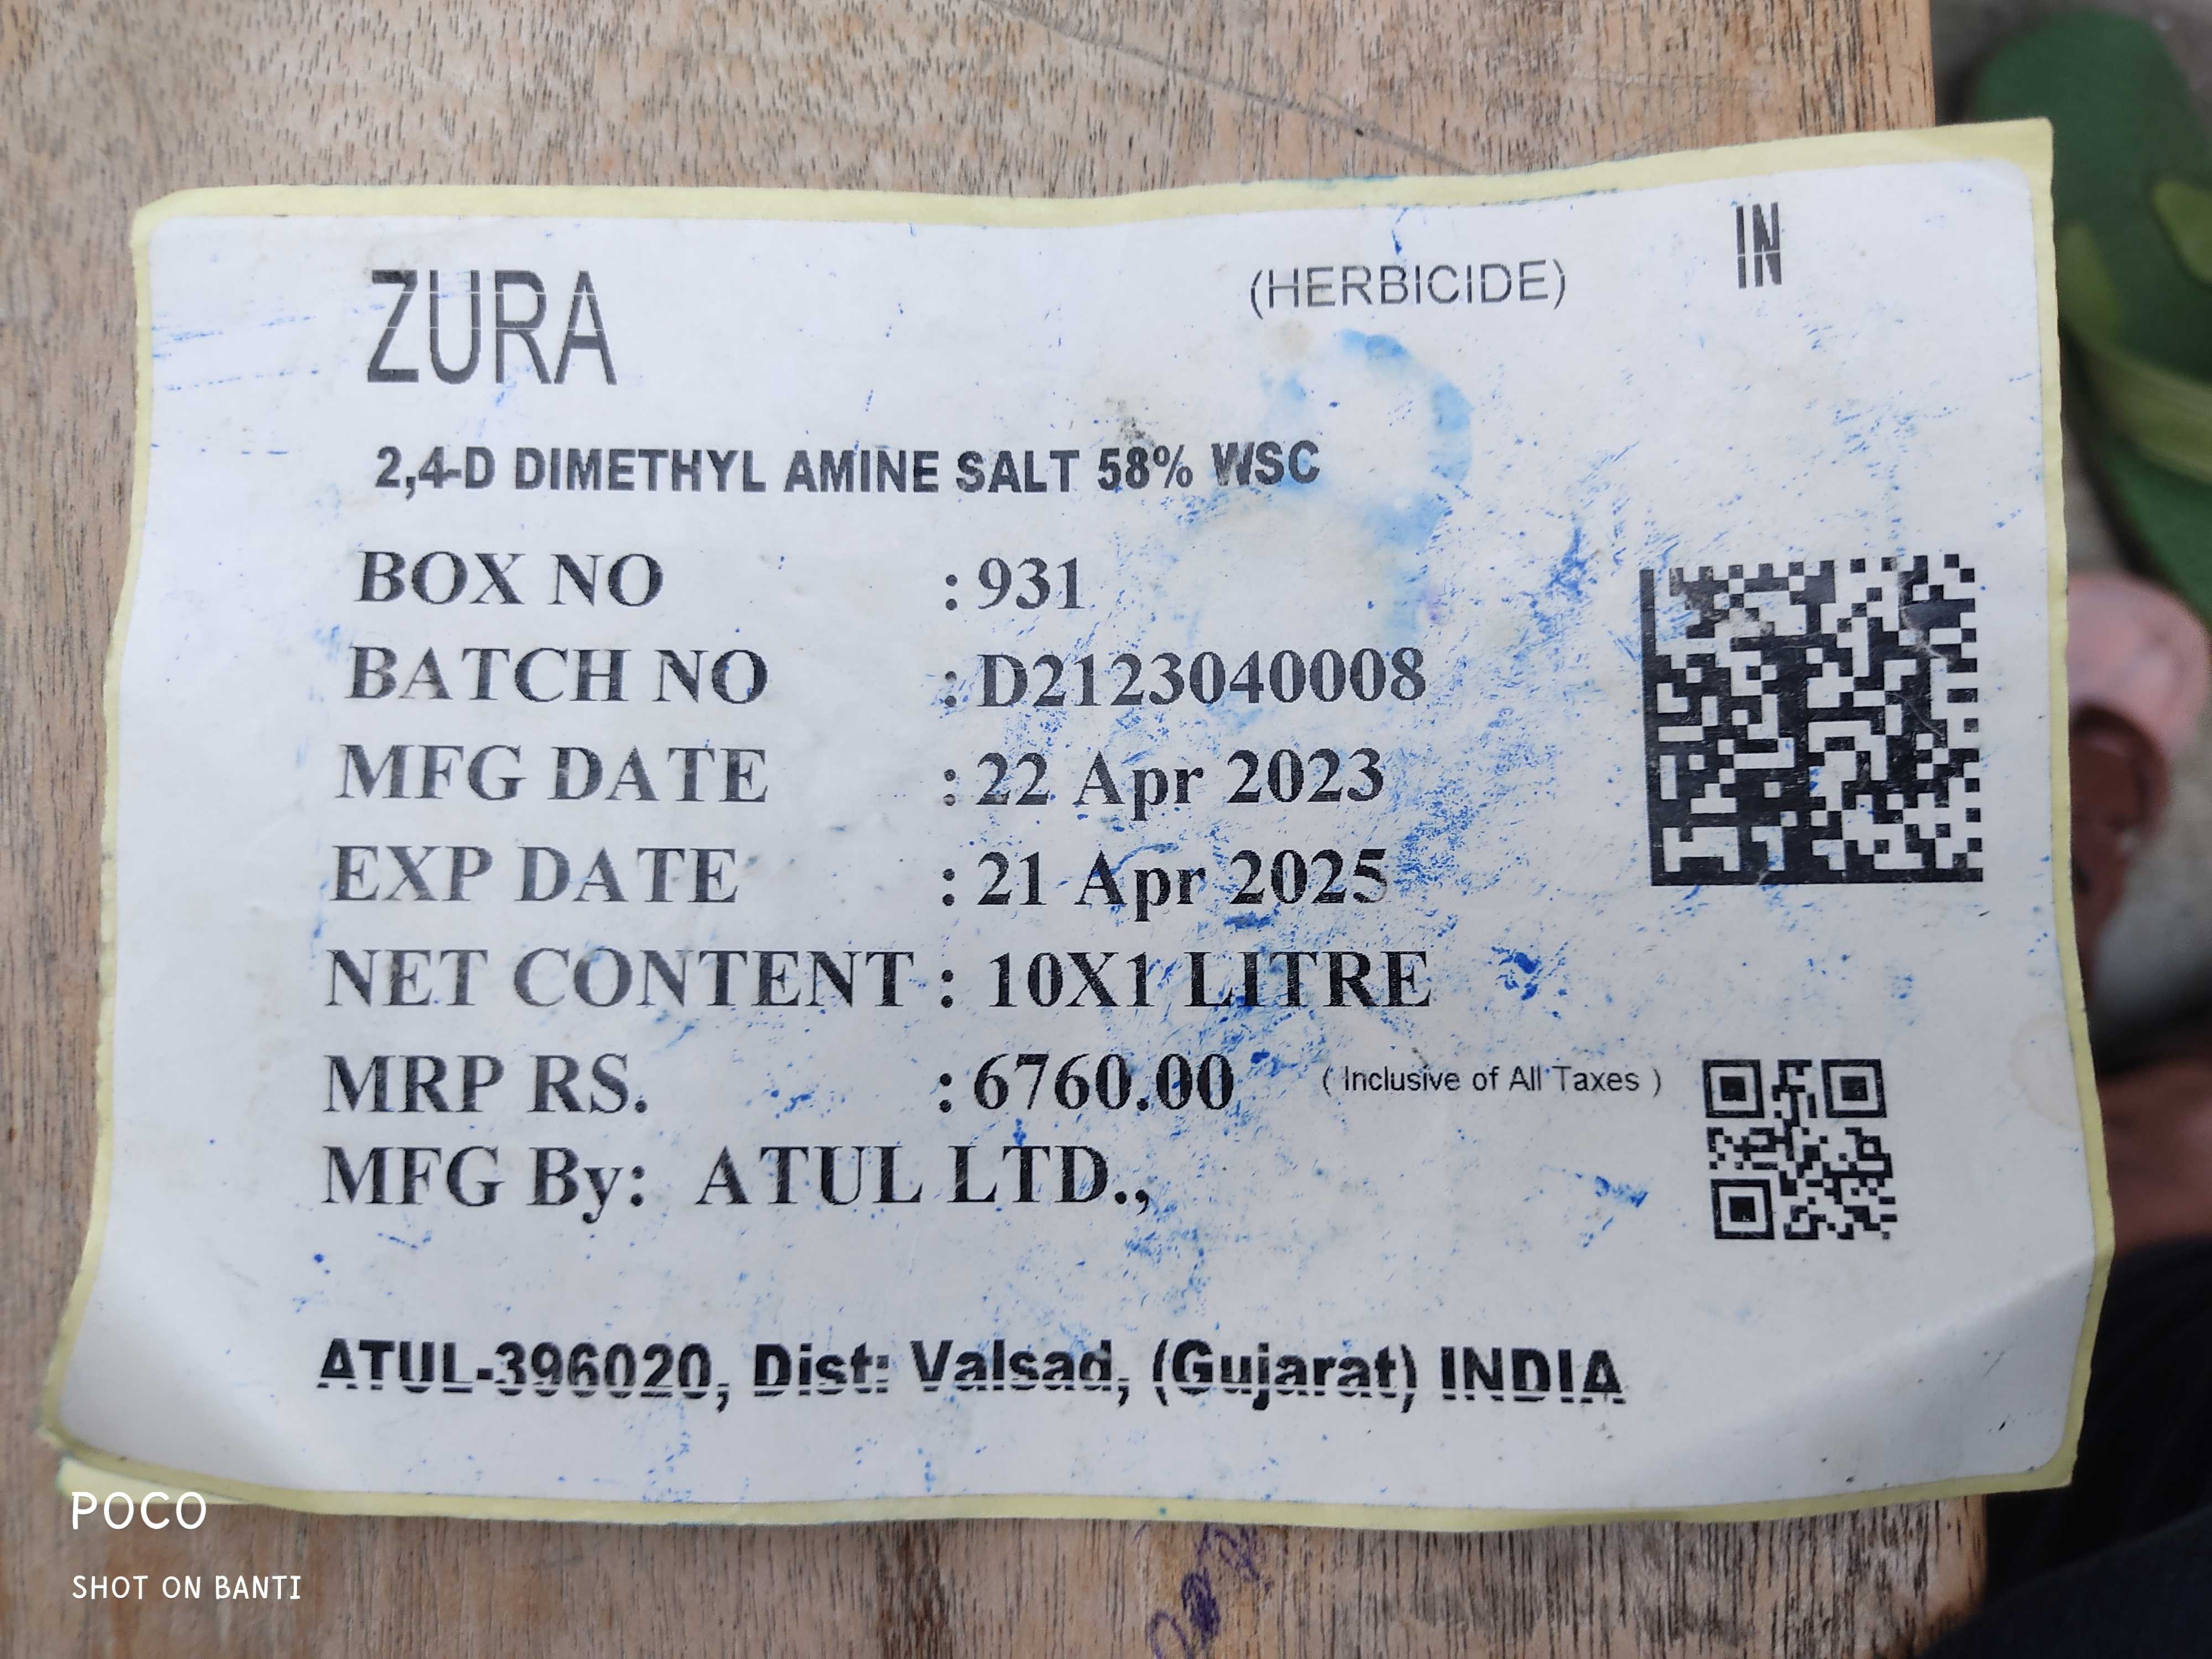 ZURA (HERBICIDE) IN
2,4-D DIMETHYL AMINE SALT 58% WSC
BOX NO : 931
BATCH NO : D2123040008
MFG DATE : 22 Apr 2023
EXP DATE : 21 Apr 2025
NET CONTENT : 10X1 LITRE
MRP RS. : 6760.00 ( Inclusive of All Taxes )
MFG By: ATUL LTD.,
ATUL-396020, Dist: Valsad, (Gujarat) INDIA
POCO
SHOT ON BANTI